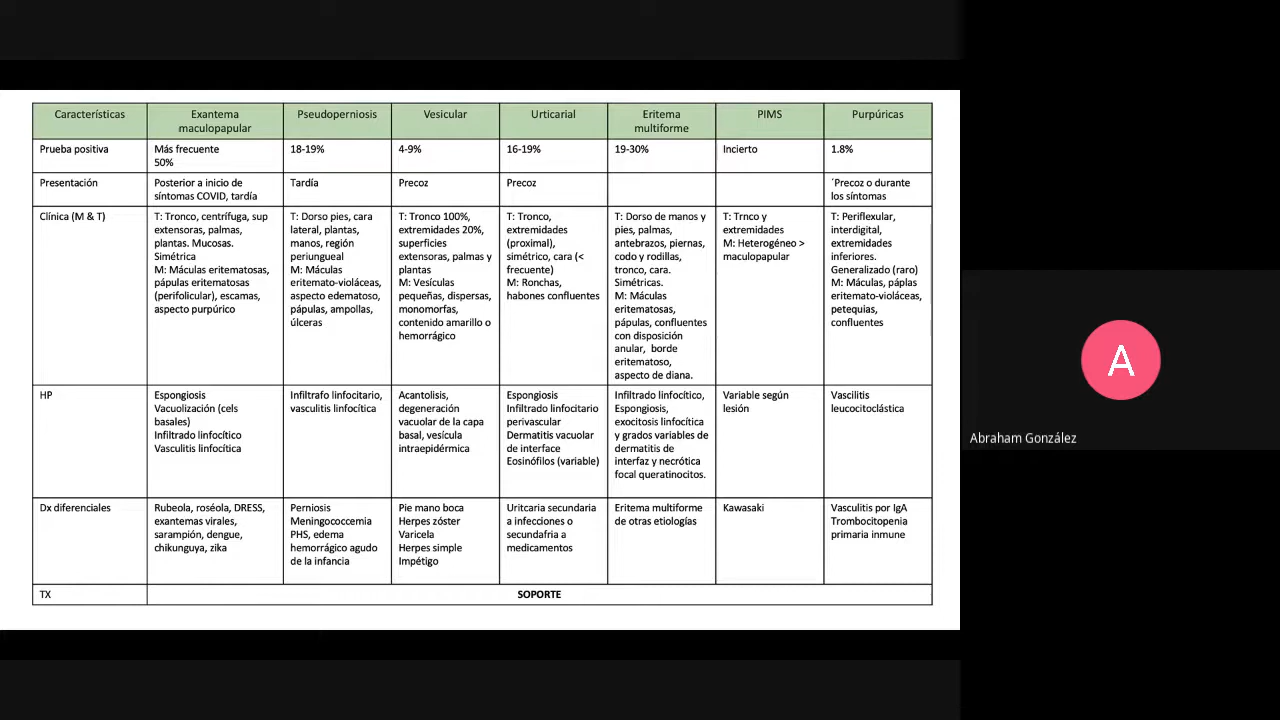 Características
Exantema
maculopapular
Pseudoperniosis
Vesicular
Urticarial
Eritema
multiforme
PIMS
Purpúricas
Prueba positiva
Más frecuente
50%
18-19%
4-9%
16-19%
19-30%
Incierto
1.8%
Presentación
Posterior a inicio de
síntomas COVID, tardía
Tardía
Precoz
Precoz
´Precoz o durante
los síntomas
Clínica (M & T)
T: Tronco, centrífuga, sup
extensoras, palmas,
plantas. Mucosas.
Simétrica
M: Máculas eritematosas,
pápulas eritematosas
(perifolicular), escamas,
aspecto purpúrico
T: Dorso pies, cara
lateral, plantas,
manos, región
periungueal
M: Máculas
eritemato-violáceas,
aspecto edematoso,
pápulas, ampollas,
úlceras
T: Tronco 100%,
extremidades 20%,
superficies
extensoras, palmas y
plantas
M: Vesículas
pequeñas, dispersas,
monomorfas,
contenido amarillo o
hemorrágico
T: Tronco,
extremidades
(proximal),
simétrico, cara (<
frecuente)
M: Ronchas,
habones confluentes
T: Dorso de manos y
pies, palmas,
antebrazos, piernas,
codo y rodillas,
tronco, cara.
Simétricas.
M: Máculas
eritematosas,
pápulas, confluentes
con disposición
anular, borde
eritematoso,
aspecto de diana.
T: Trnco y
extremidades
M: Heterogéneo >
maculopapular
T: Periflexular,
interdigital,
extremidades
inferiores.
Generalizado (raro)
M: Máculas, páplas
eritemato-violáceas,
petequias,
confluentes
HP
Espongiosis
Vacuolización (cels
basales)
Infiltrado linfocítico
Vasculitis linfocítica
Infiltrafo linfocitario,
vasculitis linfocítica
Acantolisis,
degeneración
vacuolar de la capa
basal, vesícula
intraepidérmica
Espongiosis
Infiltrado linfocitario
perivascular
Dermatitis vacuolar
de interface
Eosinófilos (variable)
Infiltrado linfocítico,
Espongiosis,
exocitosis linfocítica
y grados variables de
dermatitis de
interfaz y necrótica
focal queratinocitos.
Variable según
lesión
Vascilitis
leucocitoclástica
Dx diferenciales
Rubeola, roséola, DRESS,
exantemas virales,
sarampión, dengue,
chikunguya, zika
Perniosis
Meningococcemia
PHS, edema
hemorrágico agudo
de la infancia
Pie mano boca
Herpes zóster
Varicela
Herpes simple
Impétigo
Uritcaria secundaria
a infecciones o
secundafria a
medicamentos
Eritema multiforme
de otras etiologías
Kawasaki
Vasculitis por IgA
Trombocitopenia
primaria inmune
TX
SOPORTE
A
Abraham González